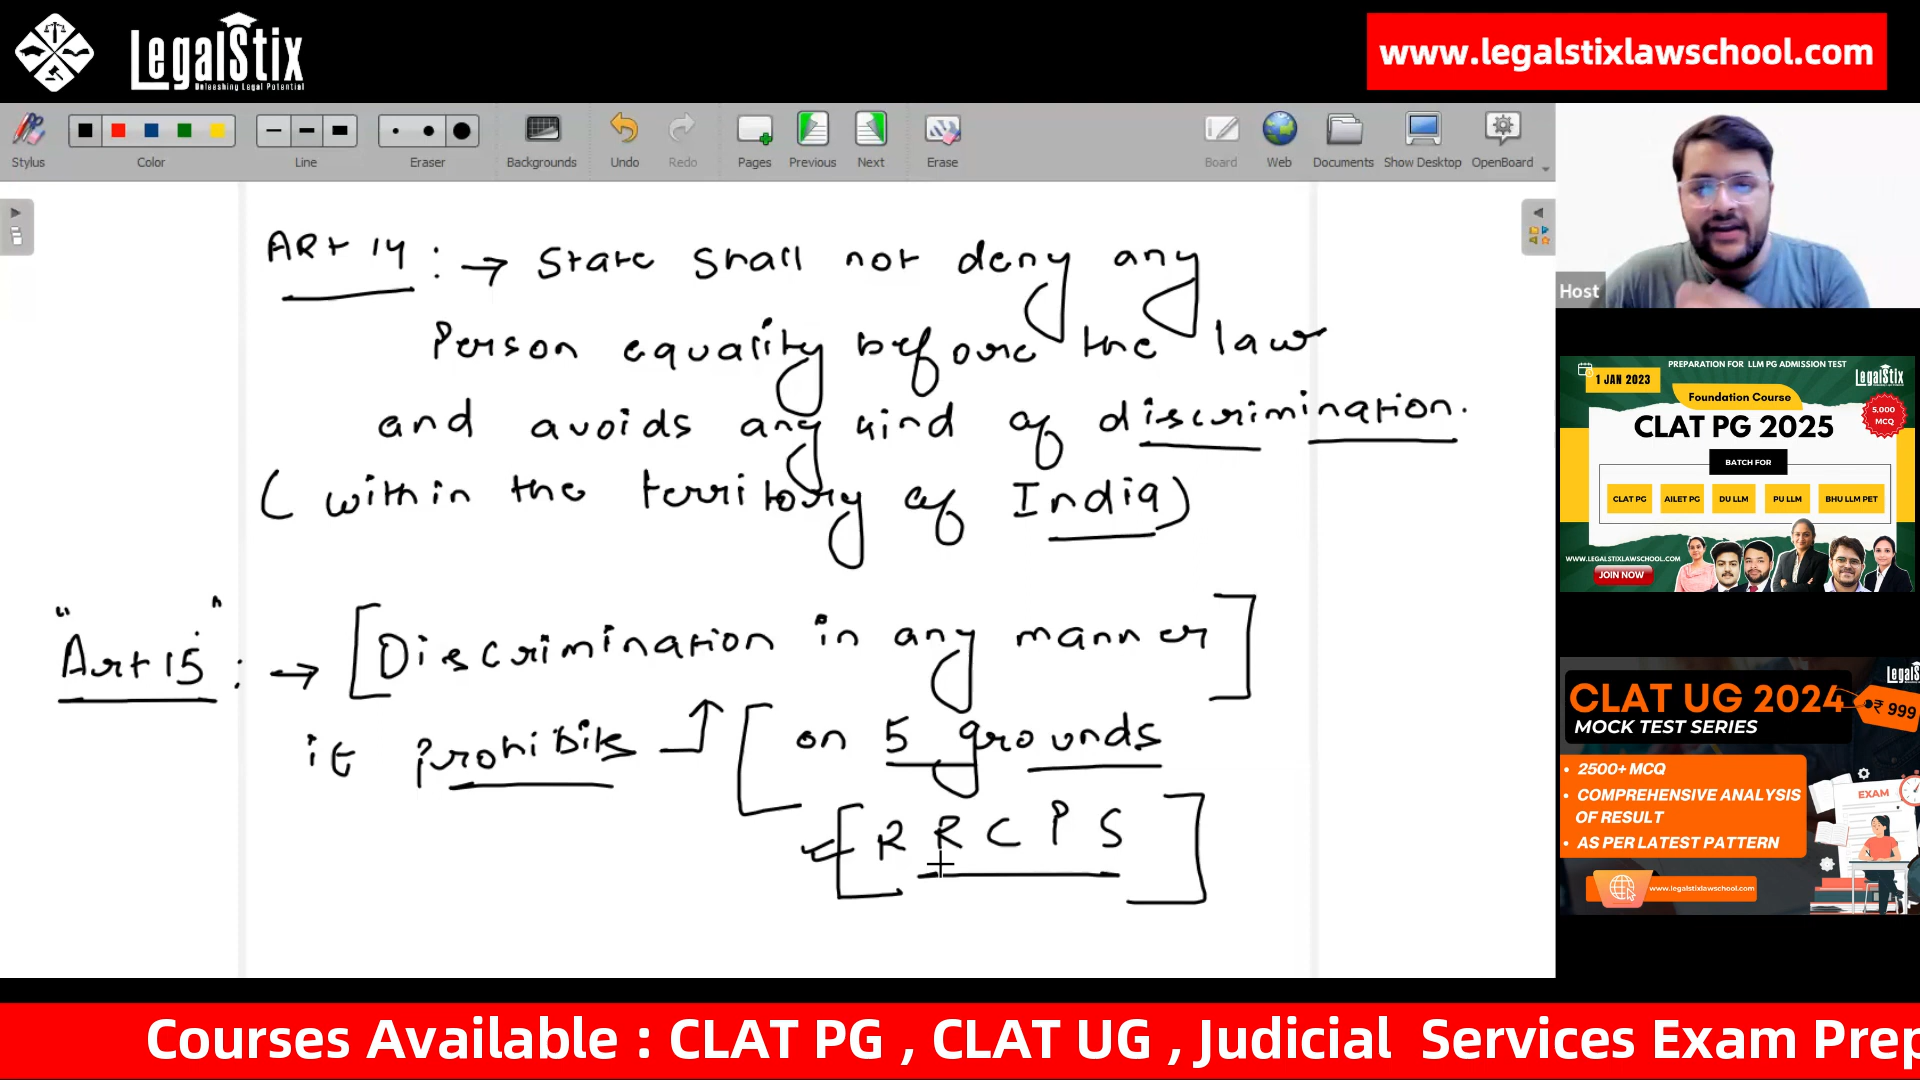 LegalStix
Unleashing Legal Potential
www.legalstixlawschool.com
Stylus
Color
Line
Eraser
Backgrounds
Undo
Redo
Pages
Previous
Next
Erase
Board
Web
Documents
Show Desktop
OpenBoard
ARt 14 : → State shall not deny any
Person equality before the law
and avoids any kind of discrimination.
( within the territory of India )
"Art 15" : → [ Discrimination in any manner ]
it prohibits
[ on 5 grounds
[ R R C P S ]
Host
1 JAN 2023
PREPARATION FOR LLM PG ADMISSION TEST
LegalStix
Foundation Course
CLAT PG 2025
5,000
MCQ
BATCH FOR
CLAT PG
AILET PG
DU LLM
PU LLM
BHU LLM PET
WWW.LEGALSTIXLAWSCHOOL.COM
JOIN NOW
LegalS
CLAT UG 2024
₹ 999
MOCK TEST SERIES
• 2500+ MCQ
• COMPREHENSIVE ANALYSIS
OF RESULT
• AS PER LATEST PATTERN
EXAM
www.legalstixlawschool.com
Courses Available : CLAT PG , CLAT UG , Judicial Services Exam Prep